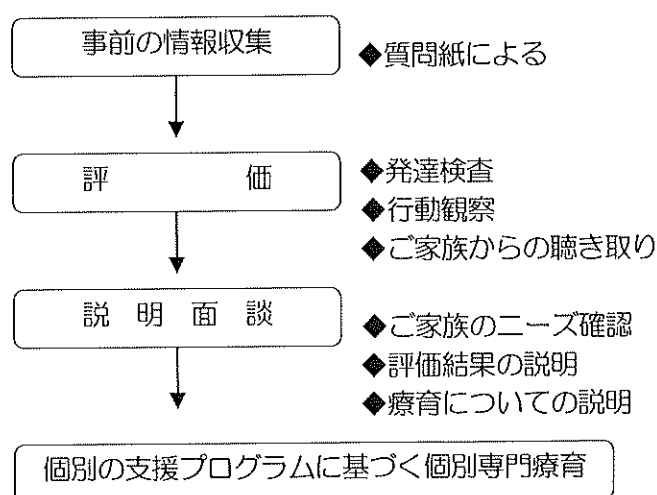 事前の情報収集
◆質問紙による
評価
◆発達検査
◆行動観察
◆ご家族からの聴き取り
説明面談
◆ご家族のニーズ確認
◆評価結果の説明
◆療育についての説明
個別の支援プログラムに基づく個別専門療育